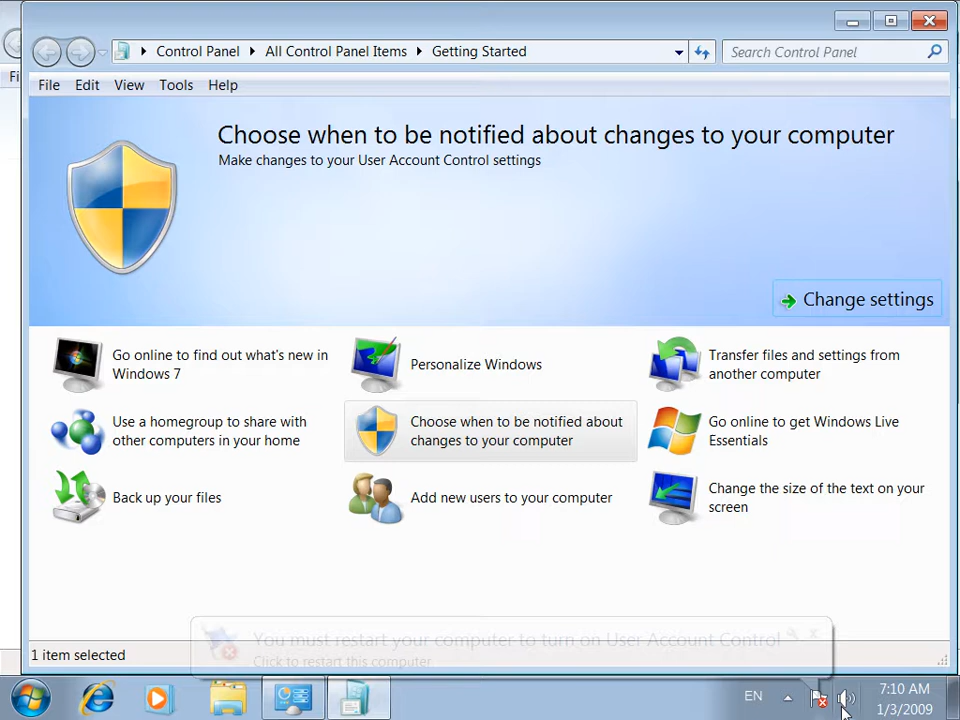 Control Panel All Control Panel Items Getting Started
Search Control Panel
Fi
File Edit View Tools Help
Choose when to be notified about changes to your computer
Make changes to your User Account Control settings
Change settings
Go online to find out what's new in
Windows 7
Personalize Windows
Transfer files and settings from
another computer
Use a homegroup to share with
other computers in your home
Choose when to be notified about
changes to your computer
Go online to get Windows Live
Essentials
Back up your files
Add new users to your computer
Change the size of the text on your
screen
You must restart your computer to turn on User Account Control
Click to restart this computer
1 item selected
EN
7:10 AM
1/3/2009